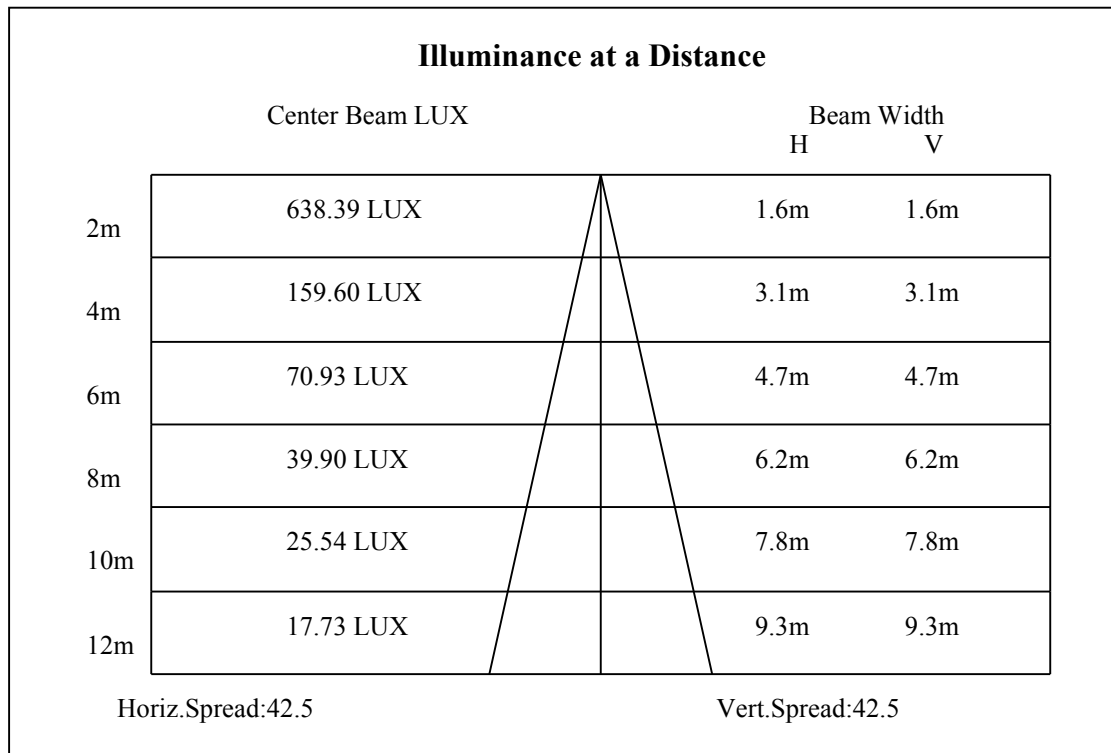 Illuminance at a Distance
Center Beam LUX Beam Width
H V
2m 638.39 LUX 1.6m 1.6m
4m 159.60 LUX 3.1m 3.1m
6m 70.93 LUX 4.7m 4.7m
8m 39.90 LUX 6.2m 6.2m
10m 25.54 LUX 7.8m 7.8m
12m 17.73 LUX 9.3m 9.3m
Horiz.Spread:42.5 Vert.Spread:42.5